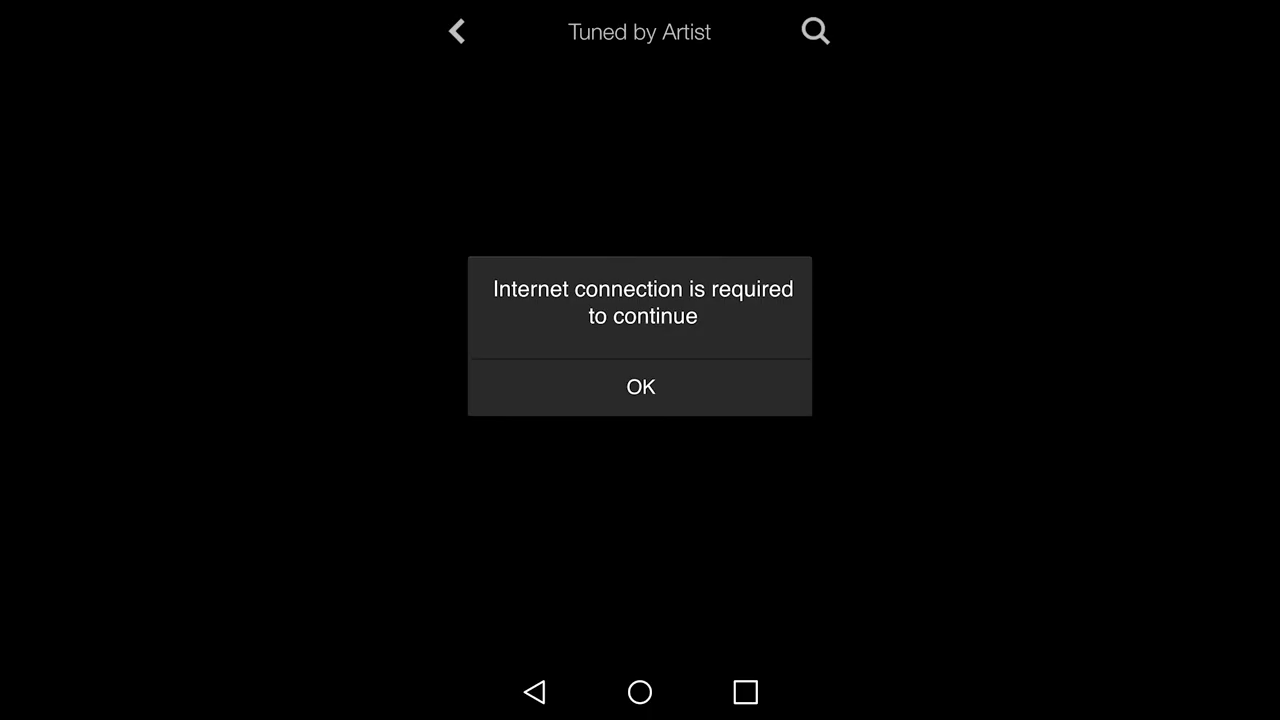 Tuned by Artist
Internet connection is required
to continue
OK